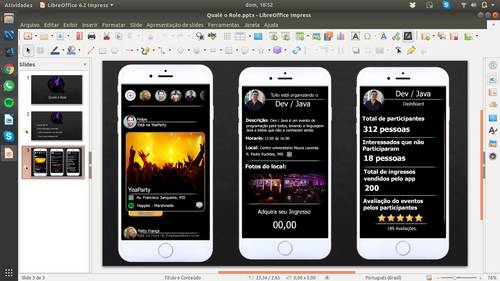 Atividades
LibreOffice 6.2 Impress
dom, 18:52
Qualé o Role.pptx - LibreOffice Impress
Arquivo Editar Exibir Inserir Formatar Slide Apresentação de slides Ferramentas Janela Ajuda
Slides
1
2
3
Felipe
Está na YeaParty
YeaParty
Av. Francisco Junqueira, 955
Mapper - Marshmello
Patty França
Tulio está organizando o
Dev / Java
Descrição: Dev / Java é um evento de
programação para todos, levando a linguagem
Java a todos que não a conhecem ainda.
Horario: 13:00 às 16:00
Local: Centro universitário Moura Lacerda.
R. Padre Euclides, 995
Fotos do local:
Adquira seu Ingresso
00,00
Dev / Java
DashBoard
Total de participantes
312 pessoas
Interessados que não
Participaram
18 pessoas
Total de ingressos
vendidos pelo app
200
Avaliação do eventos
pelos participantes
189 Avaliações.
Slide 3 de 3
Título e Conteúdo
23,34 / 2,65
0,00 x 0,00
Português (Brasil)
76%